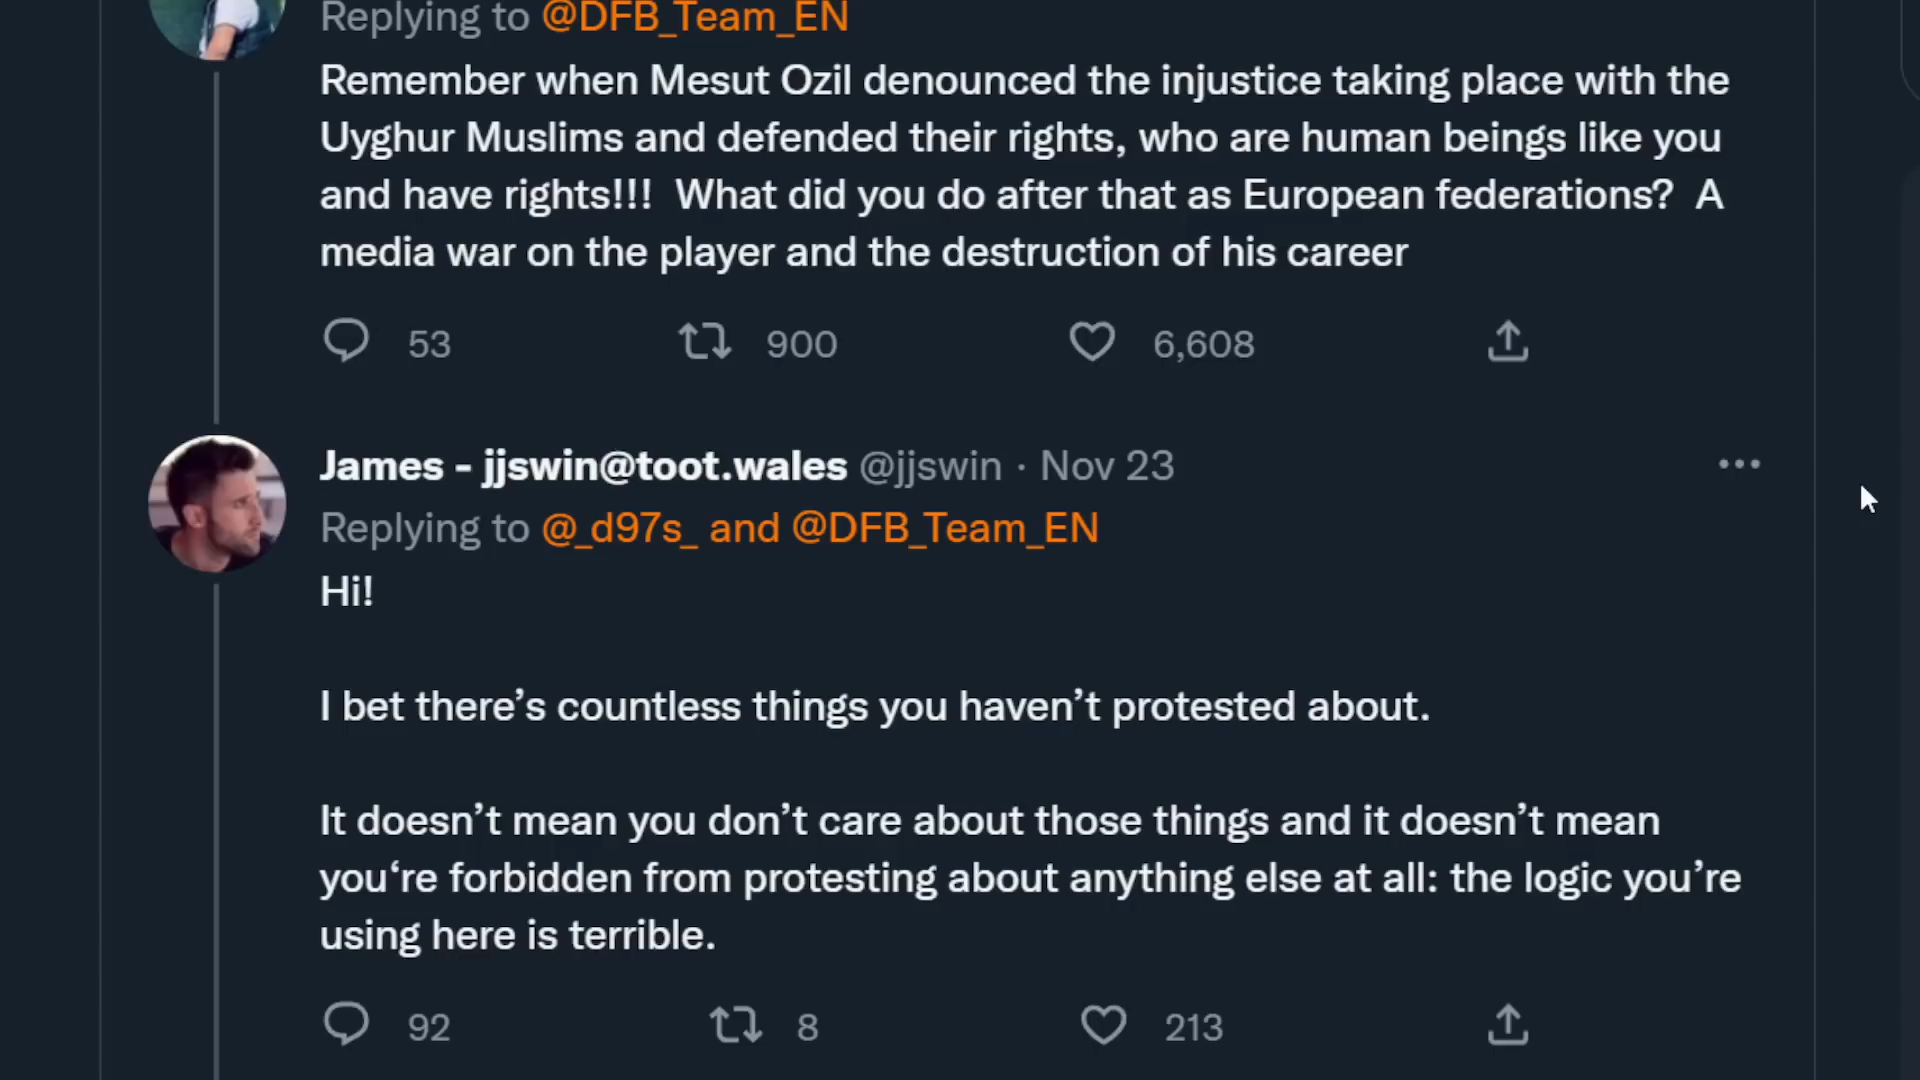 Replying to @DFB_Team_EN
Remember when Mesut Ozil denounced the injustice taking place with the
Uyghur Muslims and defended their rights, who are human beings like you
and have rights!!!  What did you do after that as European federations?  A
media war on the player and the destruction of his career
53 900 6,608
James - jjswin@toot.wales @jjswin · Nov 23
Replying to @_d97s_ and @DFB_Team_EN
Hi!
I bet there’s countless things you haven’t protested about.
It doesn’t mean you don’t care about those things and it doesn’t mean
you‘re forbidden from protesting about anything else at all: the logic you’re
using here is terrible.
92 8 213